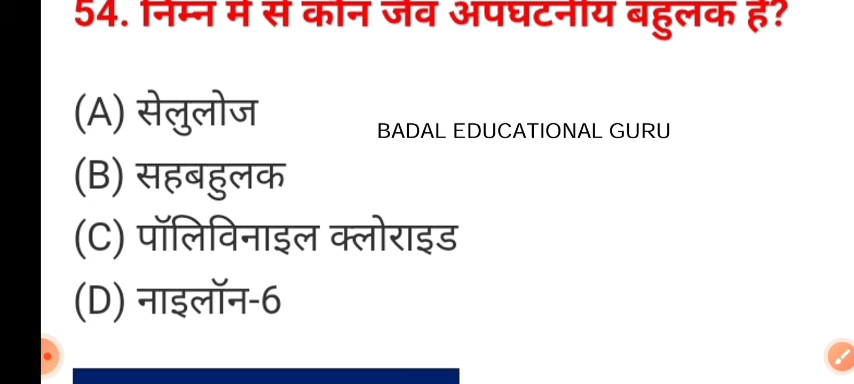 54. निम्न में से कौन जैव अपघटनीय बहुलक है?
(A) सेलुलोज
BADAL EDUCATIONAL GURU
(B) सहबहुलक
(C) पॉलिविनाइल क्लोराइड
(D) नाइलॉन-6